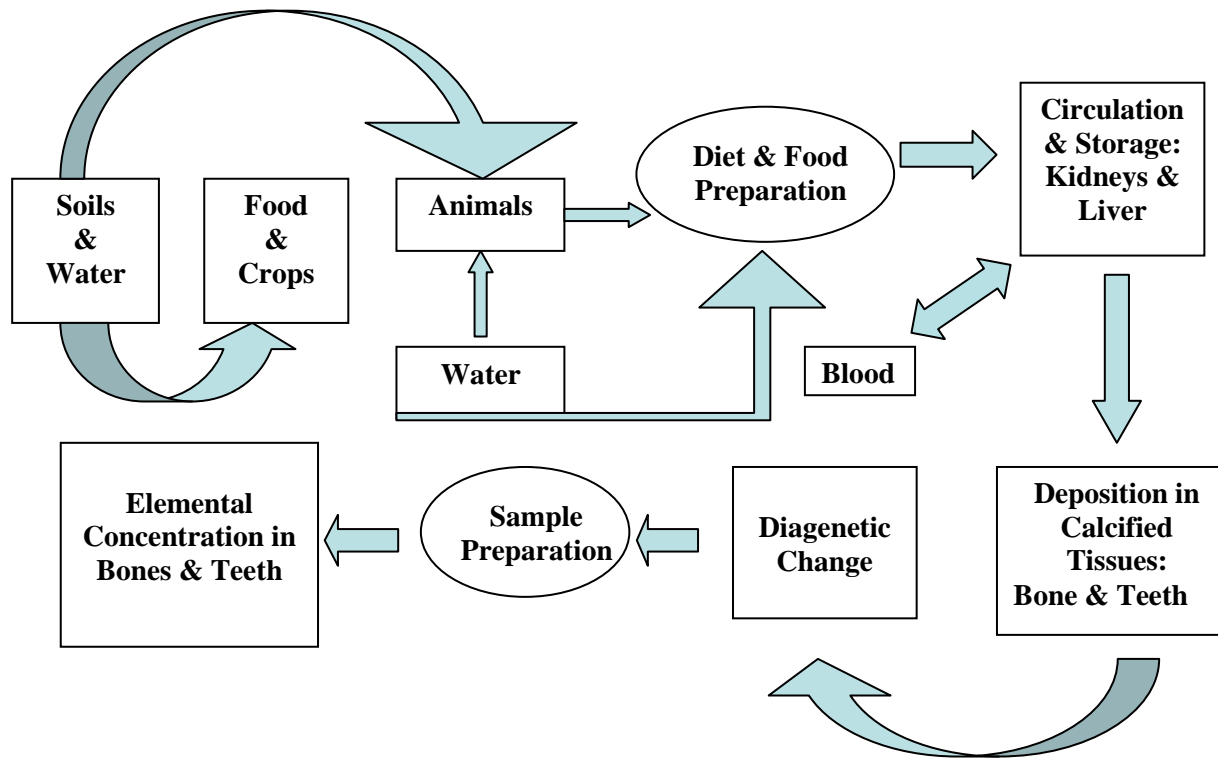 Soils
&
Water
Food
&
Crops
Animals
Diet & Food
Preparation
Circulation
& Storage:
Kidneys &
Liver
Water
Blood
Elemental
Concentration in
Bones & Teeth
Sample
Preparation
Diagenetic
Change
Deposition in
Calcified
Tissues:
Bone & Teeth